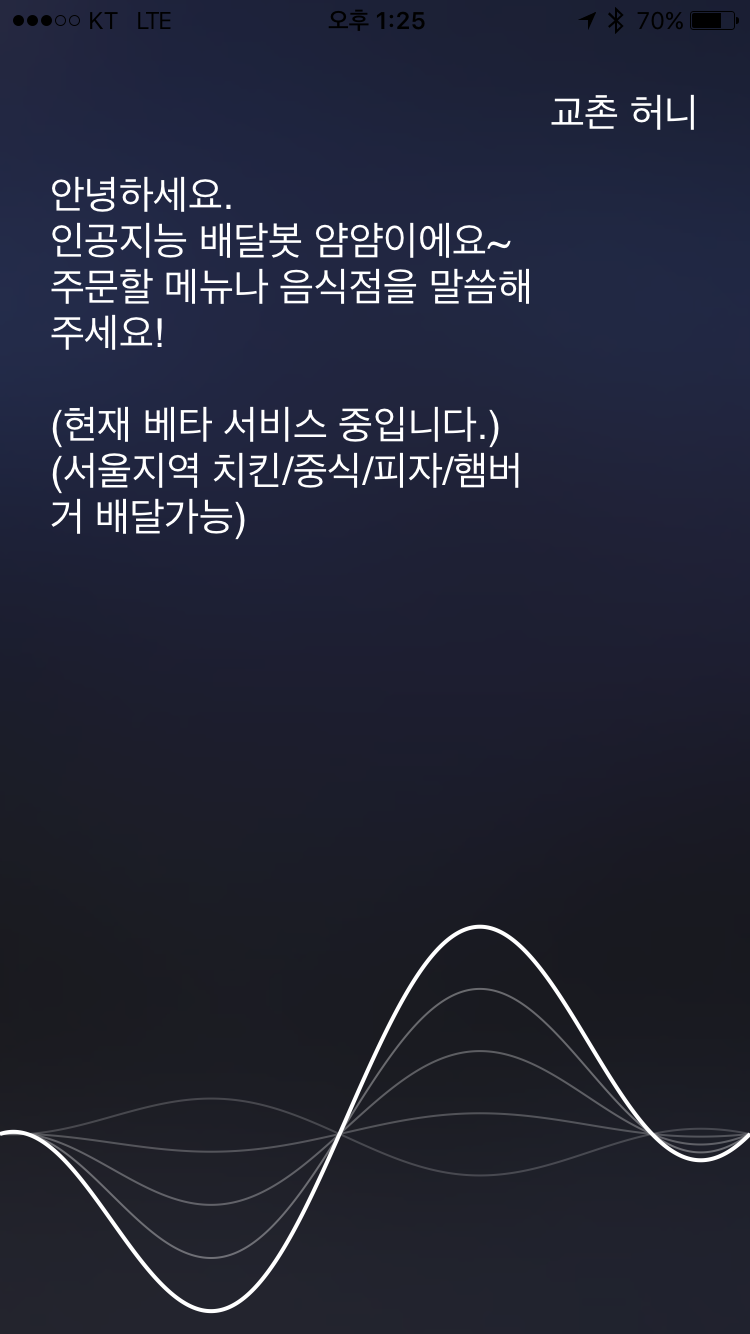 KT LTE 오후 1:25 70%
교촌 허니
안녕하세요.
인공지능 배달봇 얌얌이에요~
주문할 메뉴나 음식점을 말씀해
주세요!
(현재 베타 서비스 중입니다.)
(서울지역 치킨/중식/피자/햄버
거 배달가능)